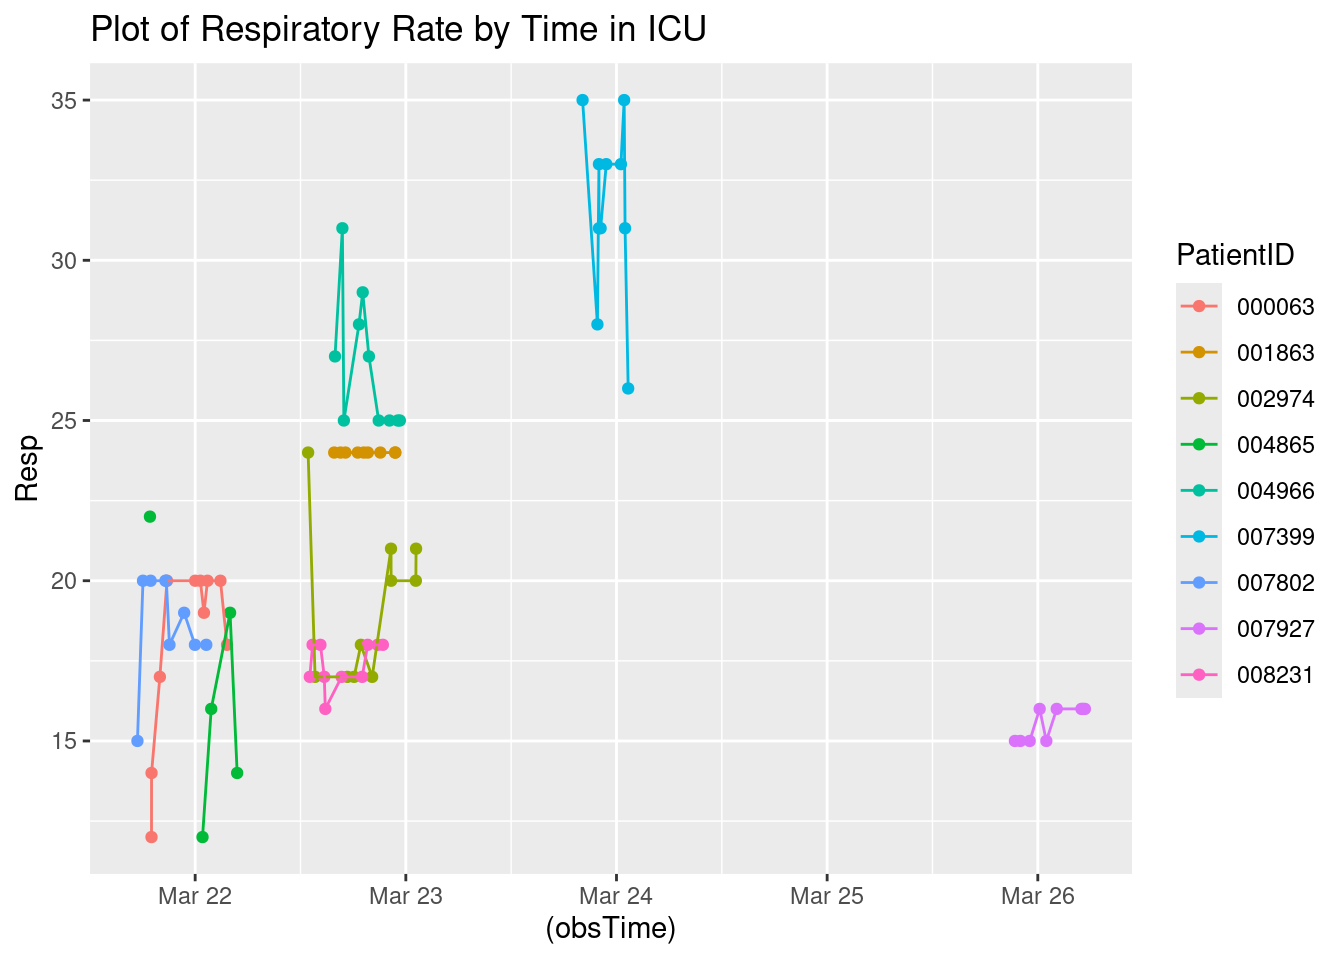 Plot of Respiratory Rate by Time in ICU
35
30
25
20
15
Resp
Mar 22
Mar 23
Mar 24
Mar 25
Mar 26
(obsTime)
PatientID
000063
001863
002974
004865
004966
007399
007802
007927
008231